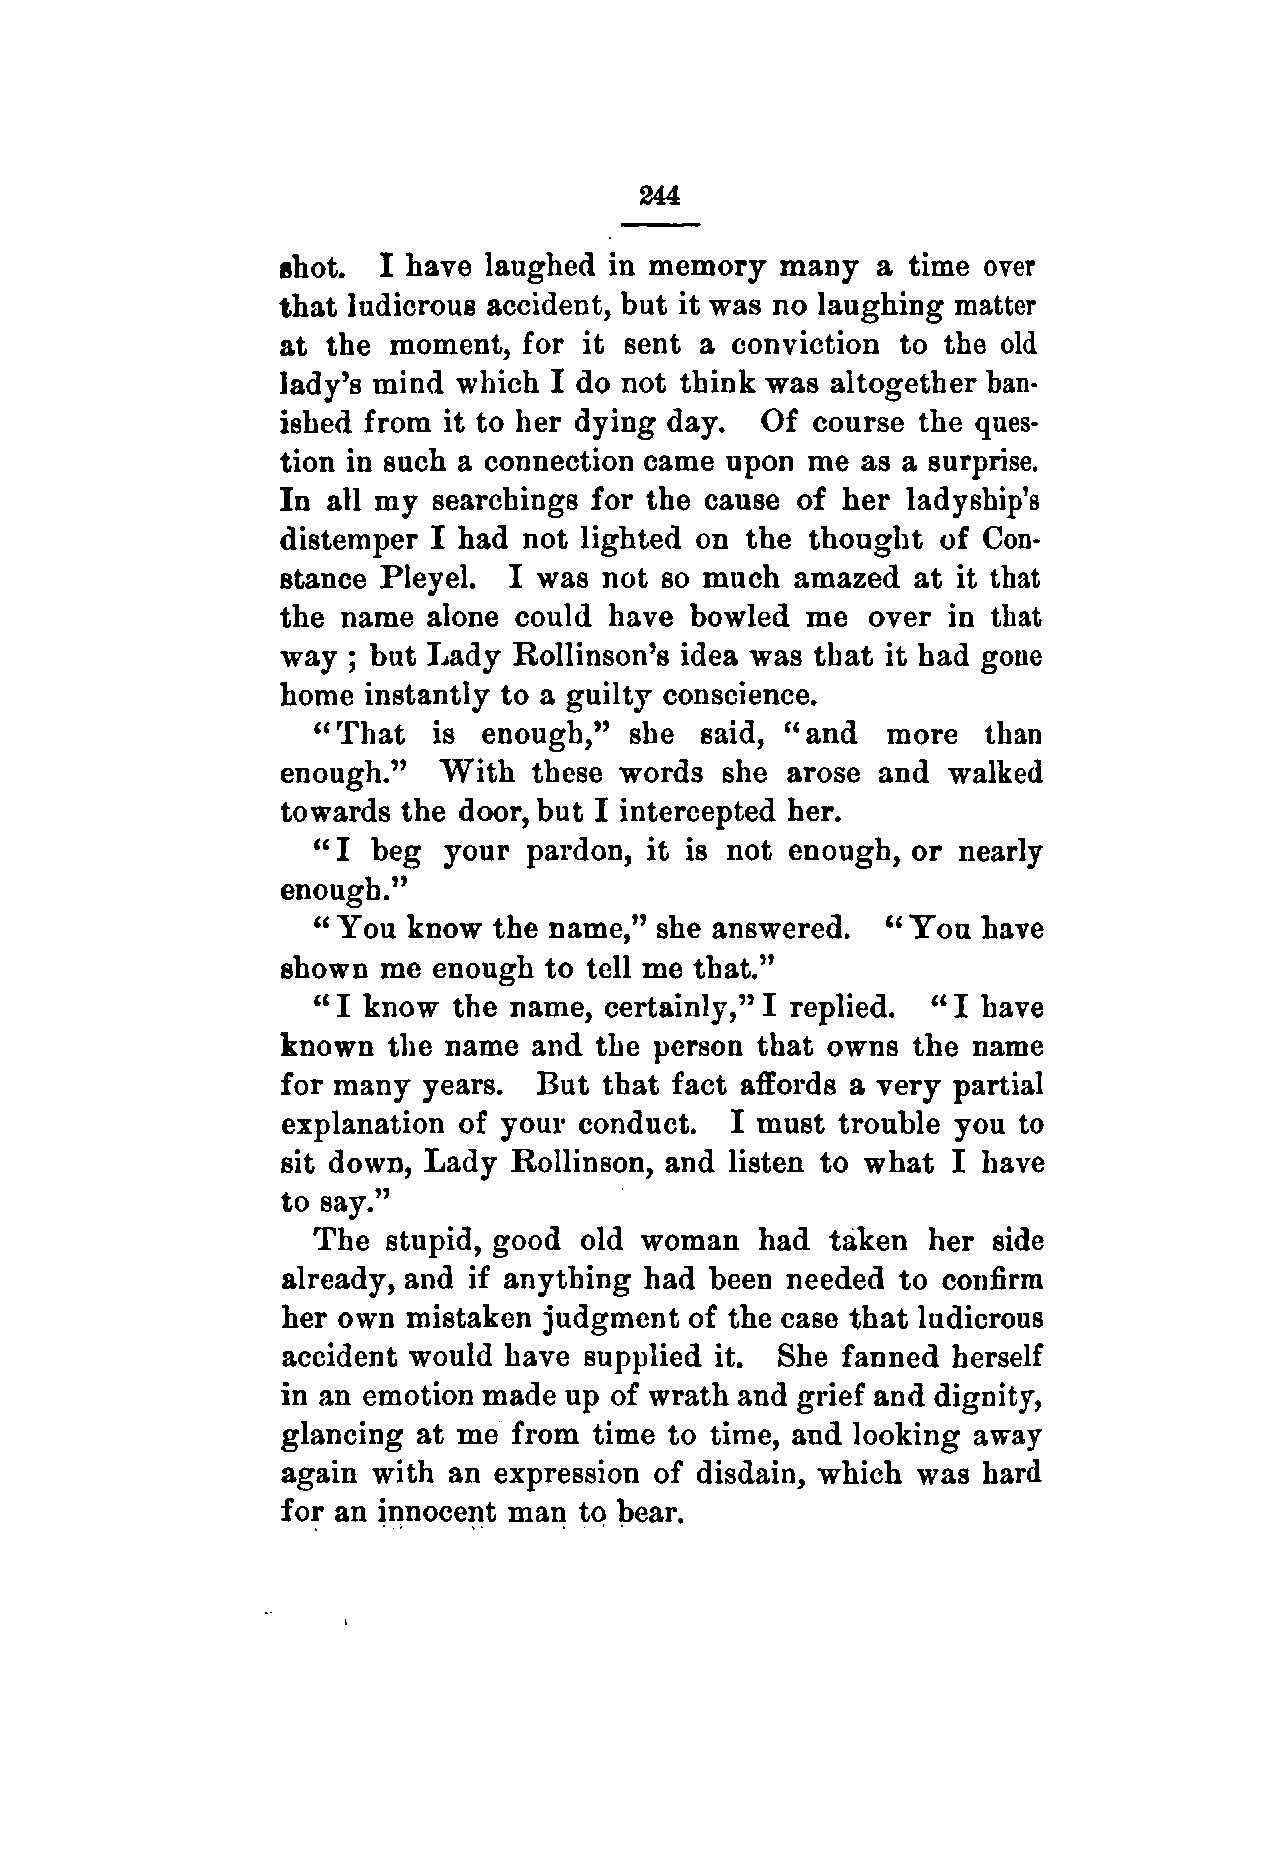 244
shot. I have laughed in memory many a time over
that ludicrous accident, but it was no laughing matter
at the moment, for it sent a conviction to the old
lady's mind which I do not think was altogether ban-
ished from it to her dying day. Of course the ques-
tion in such a connection came upon me as a surprise.
In all my searchings for the cause of her ladyship's
distemper I had not lighted on the thought of Con-
stance Pleyel. I was not so much amazed at it that
the name alone could have bowled me over in that
way ; but Lady Rollinson's idea was that it had gone
home instantly to a guilty conscience.
"That is enough," she said, "and more than
enough." With these words she arose and walked
towards the door, but I intercepted her.
"I beg your pardon, it is not enough, or nearly
enough."
"You know the name," she answered. "You have
shown me enough to tell me that."
"I know the name, certainly," I replied. "I have
known the name and the person that owns the name
for many years. But that fact affords a very partial
explanation of your conduct. I must trouble you to
sit down, Lady Rollinson, and listen to what I have
to say."
The stupid, good old woman had taken her side
already, and if anything had been needed to confirm
her own mistaken judgment of the case that ludicrous
accident would have supplied it. She fanned herself
in an emotion made up of wrath and grief and dignity,
glancing at me from time to time, and looking away
again with an expression of disdain, which was hard
for an innocent man to bear.